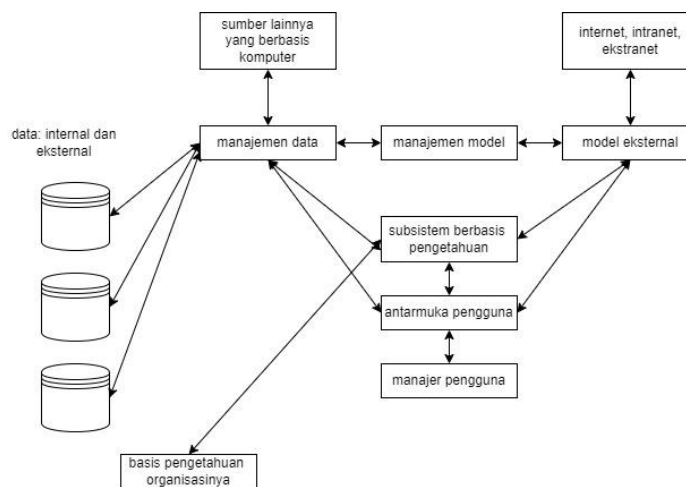 sumber lainnya
yang berbasis
komputer
internet, intranet,
ekstranet
data: internal dan
eksternal
manajemen data
manajemen model
model eksternal
subsistem berbasis
pengetahuan
antarmuka pengguna
manajer pengguna
basis pengetahuan
organisasinya